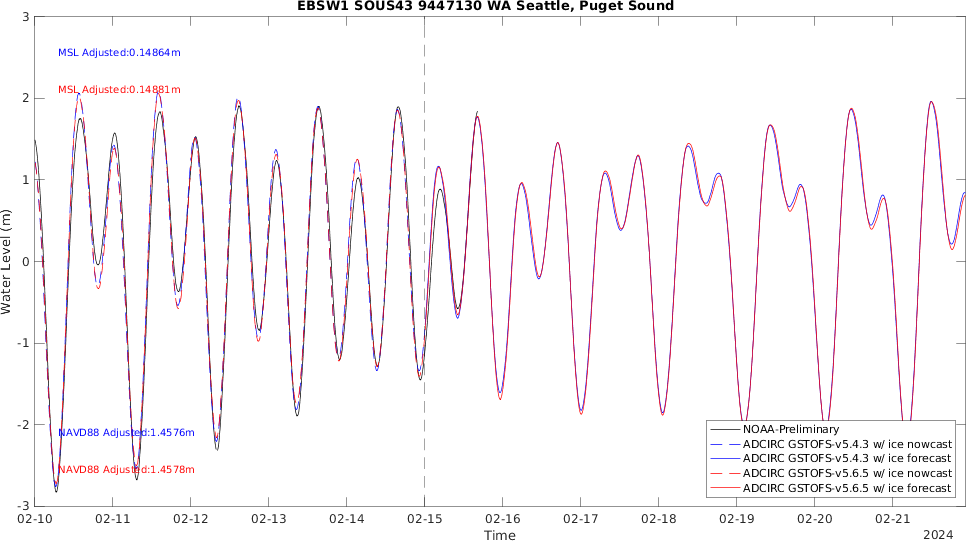 EBSW1 SOUS43 9447130 WA Seattle, Puget Sound
3
2
1
0
-1
-2
-3
Water Level (m)
MSL Adjusted:0.14864m
MSL Adjusted:0.14881m
NAVD88 Adjusted:1.4576m
NAVD88 Adjusted:1.4578m
NOAA-Preliminary
ADCIRC GSTOFS-v5.4.3 w/ ice nowcast
ADCIRC GSTOFS-v5.4.3 w/ ice forecast
ADCIRC GSTOFS-v5.6.5 w/ ice nowcast
ADCIRC GSTOFS-v5.6.5 w/ ice forecast
02-10 02-11 02-12 02-13 02-14 02-15 02-16 02-17 02-18 02-19 02-20 02-21
Time
2024